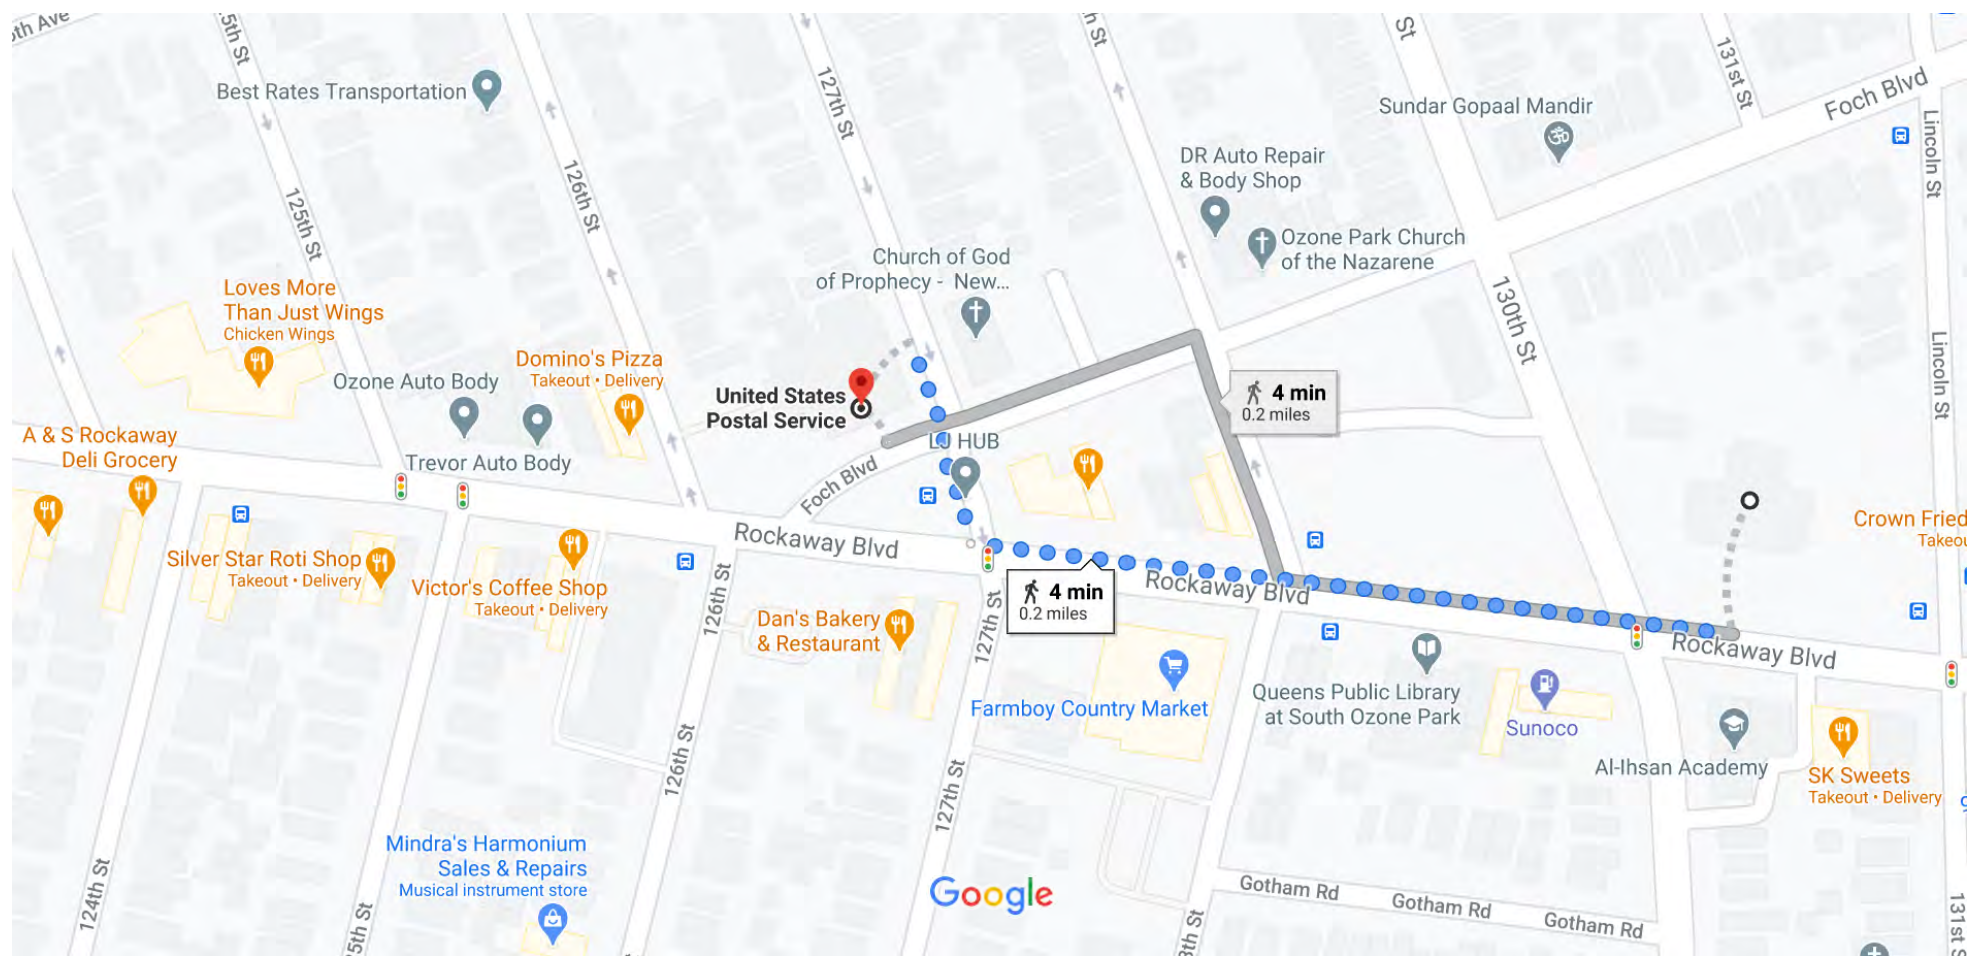 5th St
Best Rates Transportation
127th St
St
131st St
Foch Blvd
Sundar Gopaal Mandir
Lincoln St
DR Auto Repair
& Body Shop
126th St
125th St
Church of God
of Prophecy - New...
Ozone Park Church
of the Nazarene
130th St
Loves More
Than Just Wings
Chicken Wings
Domino's Pizza
Takeout • Delivery
Ozone Auto Body
United States
Postal Service
4 min
0.2 miles
Lincoln St
A & S Rockaway
Deli Grocery
Trevor Auto Body
LJ HUB
Foch Blvd
Crown Fried
Takeou
Rockaway Blvd
Silver Star Roti Shop
Takeout • Delivery
Victor's Coffee Shop
Takeout • Delivery
126th St
4 min
0.2 miles
Rockaway Blvd
127th St
Dan's Bakery
& Restaurant
Rockaway Blvd
Farmboy Country Market
Queens Public Library
at South Ozone Park
Sunoco
Al-Ihsan Academy
SK Sweets
Takeout • Delivery
126th St
127th St
Mindra's Harmonium
Sales & Repairs
Musical instrument store
124th St
5th St
Google
8th St
Gotham Rd
Gotham Rd
Gotham Rd
131st S